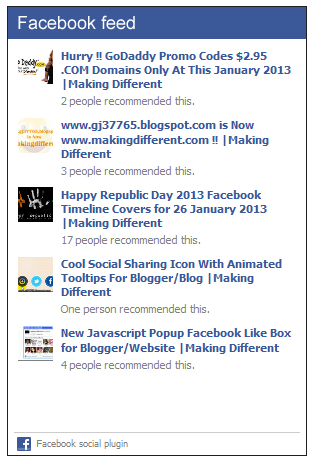 Facebook feed
Hurry !! GoDaddy Promo Codes $2.95
.COM Domains Only At This January 2013
| Making Different
2 people recommended this.
www.gj37765.blogspot.com is Now
www.makingdifferent.com !! | Making
Different
3 people recommended this.
Happy Republic Day 2013 Facebook
Timeline Covers for 26 January 2013
| Making Different
17 people recommended this.
Cool Social Sharing Icon With Animated
Tooltips For Blogger/Blog | Making
Different
One person recommended this.
New Javascript Popup Facebook Like Box
for Blogger/Website | Making Different
4 people recommended this.
Facebook social plugin